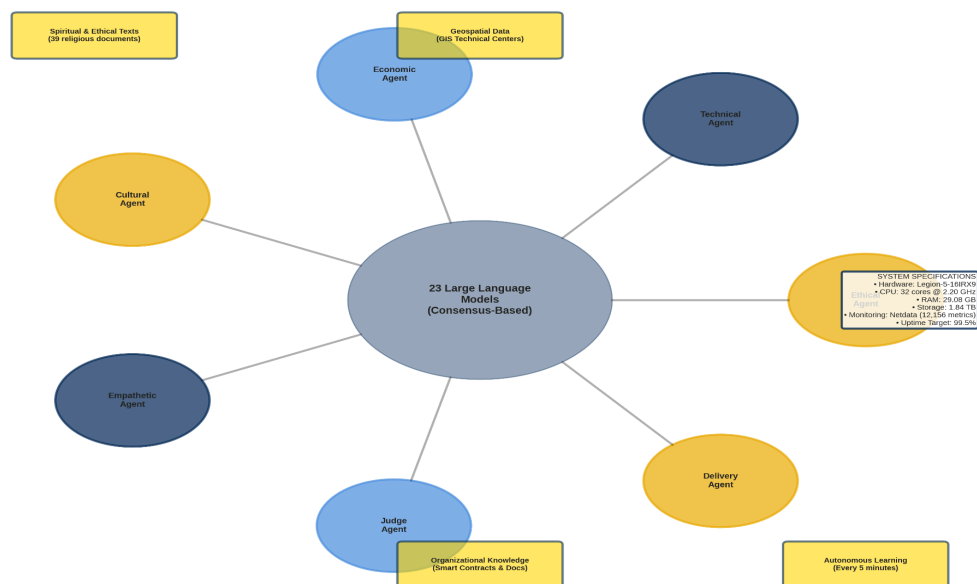 Spiritual & Ethical Texts
(39 religious documents)
Geospatial Data
(GIS Technical Centers)
Economic
Agent
Technical
Agent
Cultural
Agent
23 Large Language
Models
(Consensus-Based)
Ethical
Agent
SYSTEM SPECIFICATIONS
• Hardware: Legion-5-16IRX9
• CPU: 32 cores @ 2.20 GHz
• RAM: 29.08 GB
• Storage: 1.84 TB
• Monitoring: Netdata (12,156 metrics)
• Uptime Target: 99.5%
Empathetic
Agent
Delivery
Agent
Judge
Agent
Organizational Knowledge
(Smart Contracts & Docs)
Autonomous Learning
(Every 5 minutes)